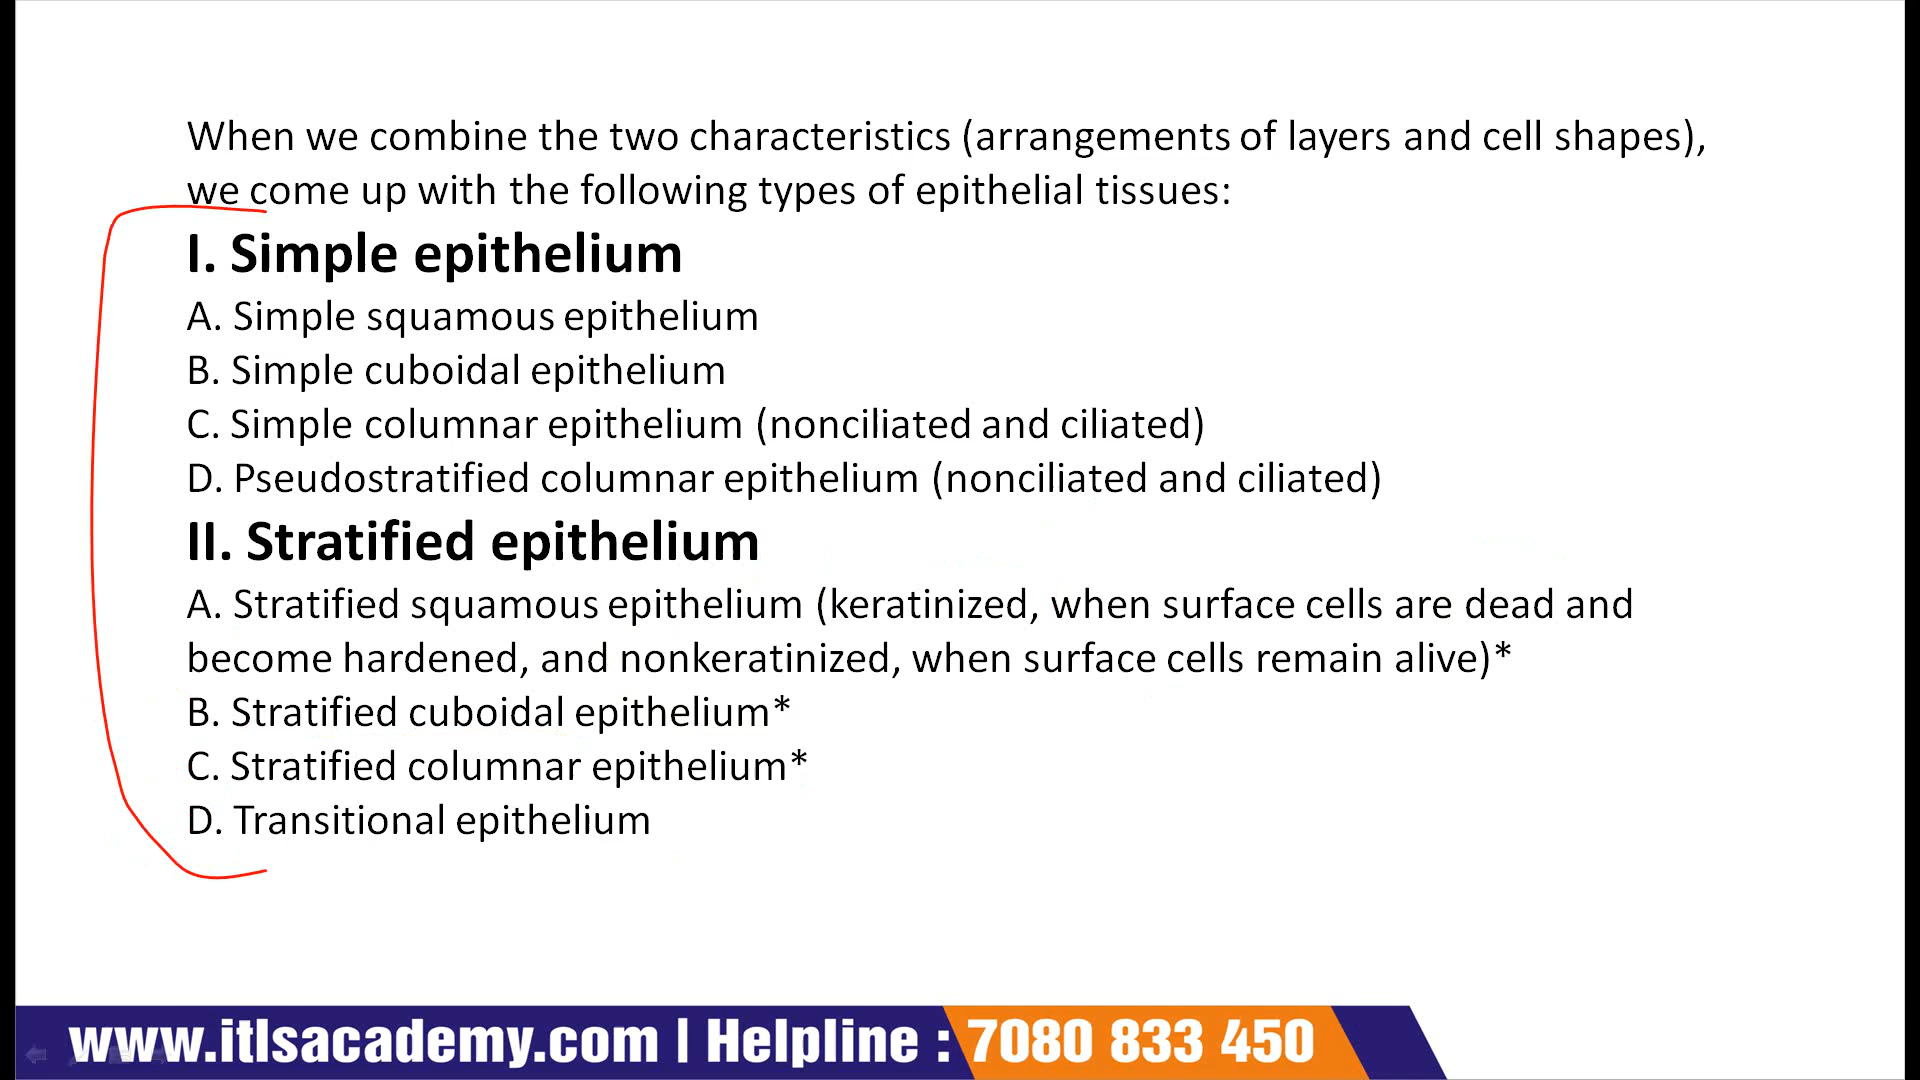 When we combine the two characteristics (arrangements of layers and cell shapes),
we come up with the following types of epithelial tissues:
I. Simple epithelium
A. Simple squamous epithelium
B. Simple cuboidal epithelium
C. Simple columnar epithelium (nonciliated and ciliated)
D. Pseudostratified columnar epithelium (nonciliated and ciliated)
II. Stratified epithelium
A. Stratified squamous epithelium (keratinized, when surface cells are dead and
become hardened, and nonkeratinized, when surface cells remain alive)*
B. Stratified cuboidal epithelium*
C. Stratified columnar epithelium*
D. Transitional epithelium
www.itlsacademy.com | Helpline : 7080 833 450